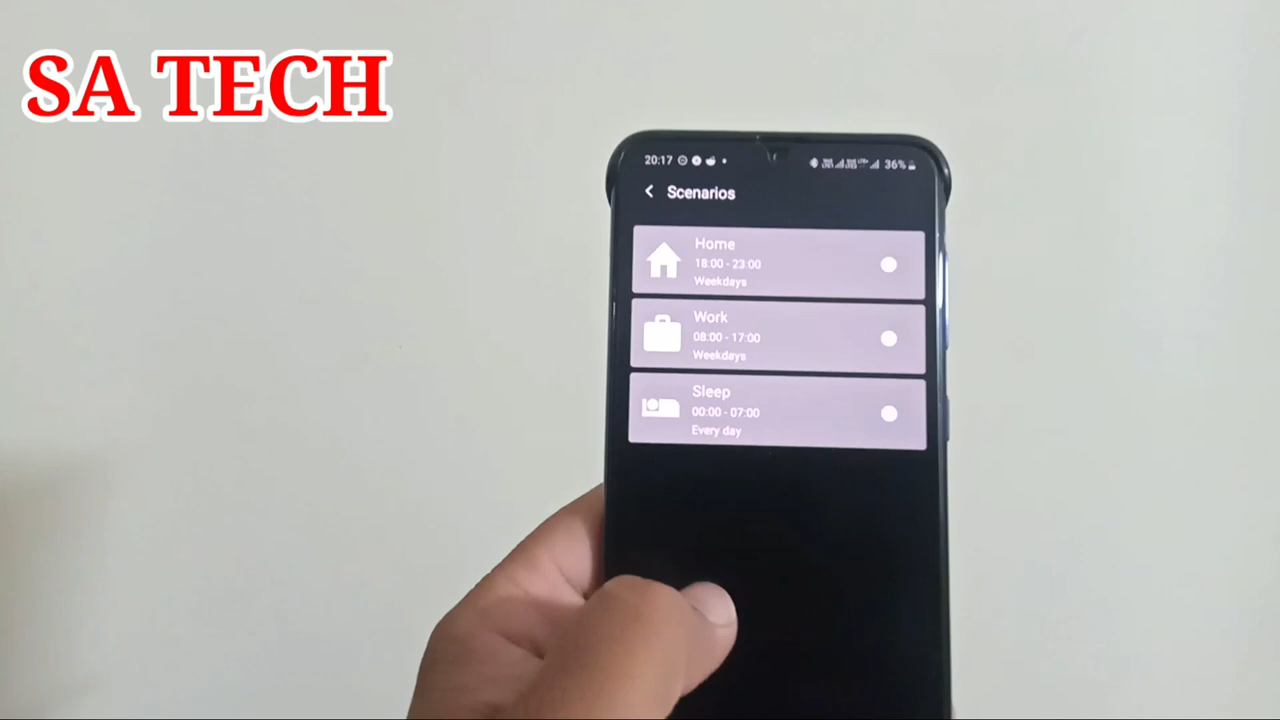 SA TECH
20:17
36%
Scenarios
Home
18:00 - 23:00
Weekdays
Work
08:00 - 17:00
Weekdays
Sleep
00:00 - 07:00
Every day